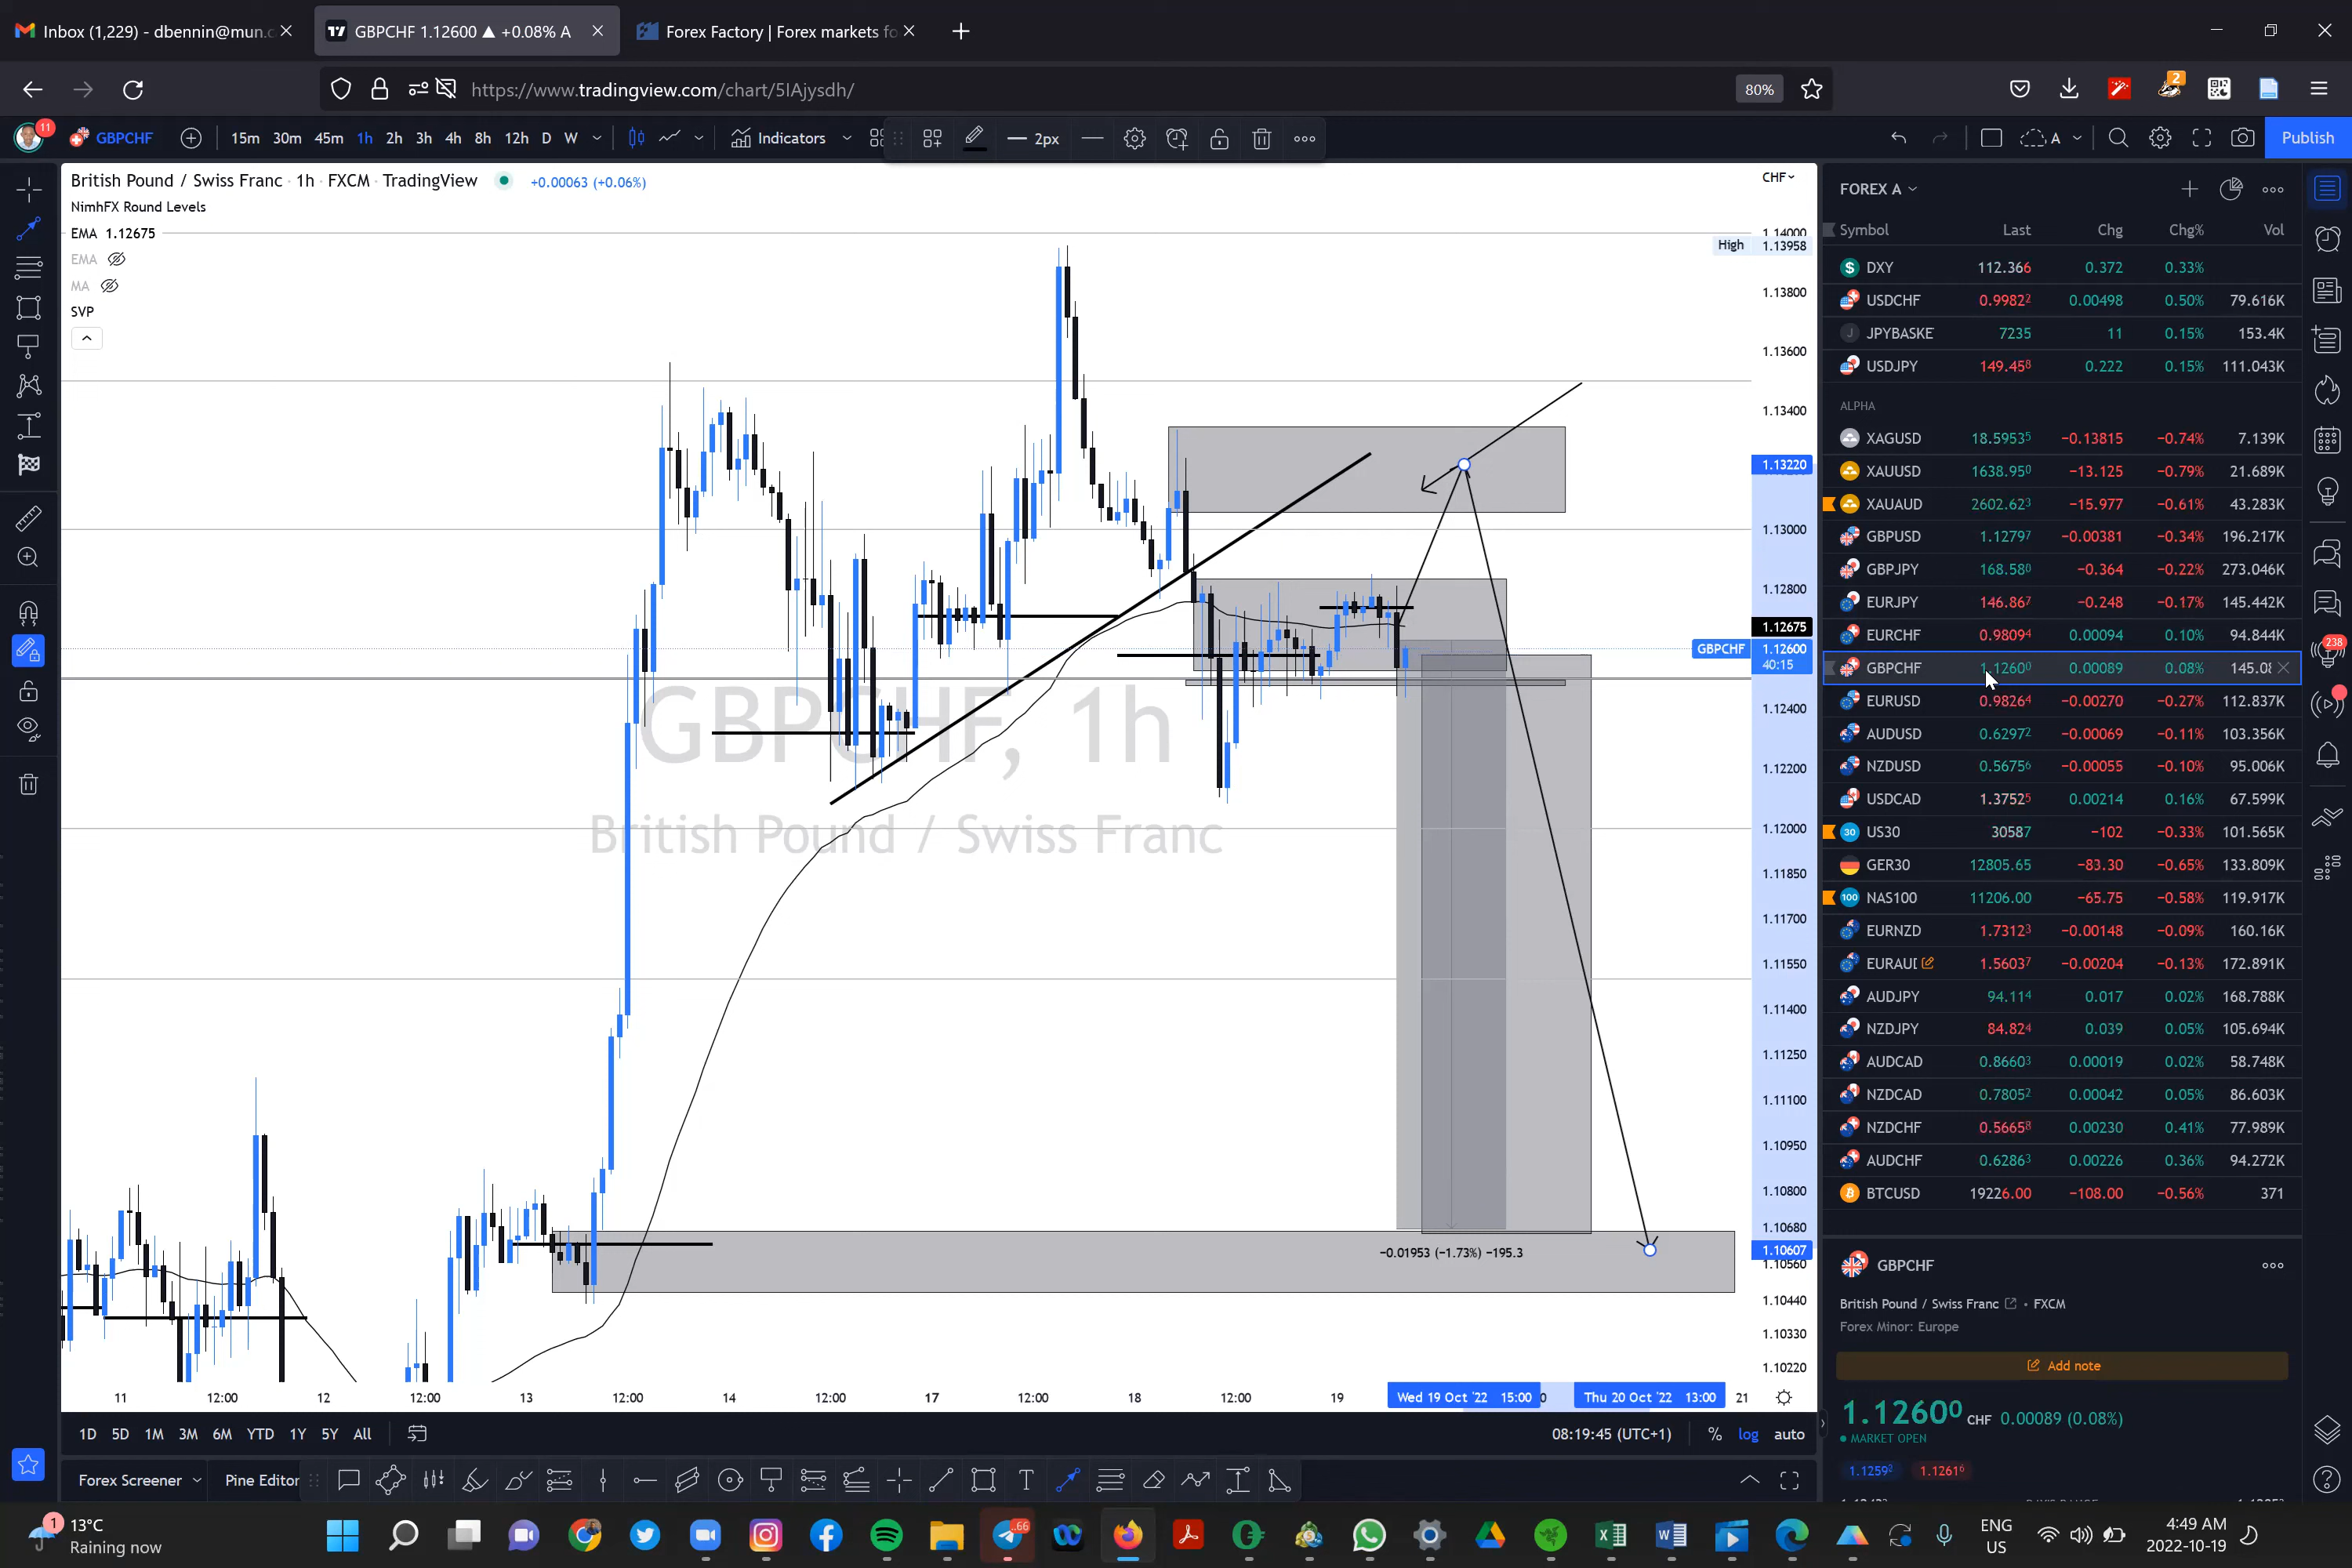 Inbox (1,229) - dbennin@mun.c
GBPCHF 1.12600 ▲ +0.08% A
Forex Factory | Forex markets fo
https://www.tradingview.com/chart/5IAjysdh/
80%
2
11
GBPCHF
15m 30m 45m 1h 2h 3h 4h 8h 12h D W
Indicators
2px
A
Publish
British Pound / Swiss Franc · 1h · FXCM · TradingView
+0.00063 (+0.06%)
NimhFX Round Levels
EMA 1.12675
EMA
MA
SVP
GBPCHF, 1h
British Pound / Swiss Franc
−0.01953 (−1.73%) −195.3
CHF
1.14000
High 1.13958
1.13800
1.13600
1.13400
1.13220
1.13000
1.12800
1.12675
GBPCHF 1.12600
40:15
1.12400
1.12200
1.12000
1.11850
1.11700
1.11550
1.11400
1.11250
1.11100
1.10950
1.10800
1.10680
1.10607
1.10560
1.10440
1.10330
1.10220
11 12:00 12 12:00 13 12:00 14 12:00 17 12:00 18 12:00 19 Wed 19 Oct '22 15:00 0 Thu 20 Oct '22 13:00 21
1D 5D 1M 3M 6M YTD 1Y 5Y All
08:19:45 (UTC+1) % log auto
Forex Screener Pine Editor
FOREX A
Symbol Last Chg Chg% Vol
DXY 112.366 0.372 0.33%
USDCHF 0.99822 0.00498 0.50% 79.616K
JPYBASKE 7235 11 0.15% 153.4K
USDJPY 149.458 0.222 0.15% 111.043K
ALPHA
XAGUSD 18.59535 −0.13815 −0.74% 7.139K
XAUUSD 1638.950 −13.125 −0.79% 21.689K
XAUAUD 2602.623 −15.977 −0.61% 43.283K
GBPUSD 1.12797 −0.00381 −0.34% 196.217K
GBPJPY 168.580 −0.364 −0.22% 273.046K
EURJPY 146.867 −0.248 −0.17% 145.442K
EURCHF 0.98094 0.00094 0.10% 94.844K
GBPCHF 1.12600 0.00089 0.08% 145.08
EURUSD 0.98264 −0.00270 −0.27% 112.837K
AUDUSD 0.62972 −0.00069 −0.11% 103.356K
NZDUSD 0.56756 −0.00055 −0.10% 95.006K
USDCAD 1.37525 0.00214 0.16% 67.599K
30 US30 30587 −102 −0.33% 101.565K
GER30 12805.65 −83.30 −0.65% 133.809K
100 NAS100 11206.00 −65.75 −0.58% 119.917K
EURNZD 1.73123 −0.00148 −0.09% 160.16K
EURAUD 1.56037 −0.00204 −0.13% 172.891K
AUDJPY 94.114 0.017 0.02% 168.788K
NZDJPY 84.824 0.039 0.05% 105.694K
AUDCAD 0.86603 0.00019 0.02% 58.748K
NZDCAD 0.78052 0.00042 0.05% 86.603K
NZDCHF 0.56658 0.00230 0.41% 77.989K
AUDCHF 0.62863 0.00226 0.36% 94.272K
BTCUSD 19226.00 −108.00 −0.56% 371
GBPCHF
British Pound / Swiss Franc · FXCM
Forex Minor: Europe
Add note
1.12600 CHF 0.00089 (0.08%)
MARKET OPEN
1.12592 1.12616
238
1
13°C
Raining now
66
ENG
US
4:49 AM
2022-10-19